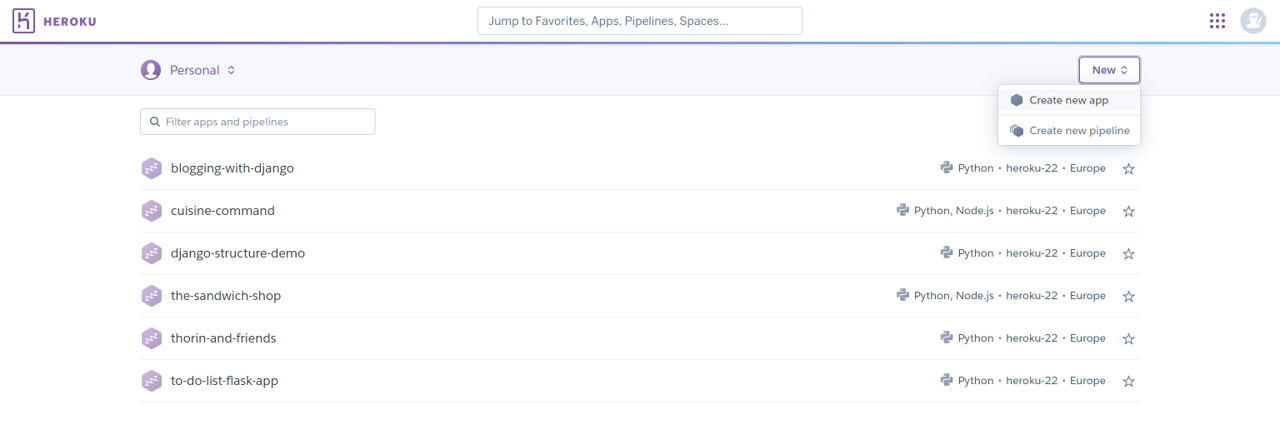 HEROKU
Jump to Favorites, Apps, Pipelines, Spaces...
Personal
New
Create new app
Create new pipeline
Filter apps and pipelines
blogging-with-django Python • heroku-22 • Europe
cuisine-command Python, Node.js • heroku-22 • Europe
django-structure-demo Python • heroku-22 • Europe
the-sandwich-shop Python, Node.js • heroku-22 • Europe
thorin-and-friends Python • heroku-22 • Europe
to-do-list-flask-app Python • heroku-22 • Europe